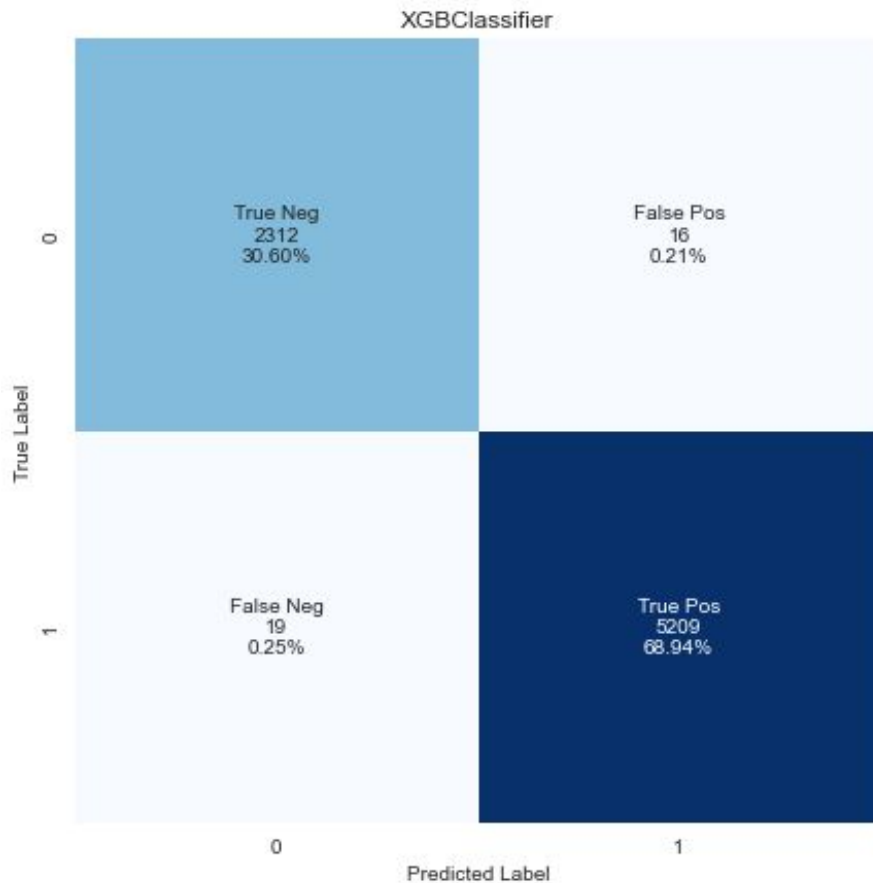 XGBClassifier
True Neg
2312
30.60%
False Pos
16
0.21%
0
True Label
False Neg
19
0.25%
True Pos
5209
68.94%
1
0
1
Predicted Label